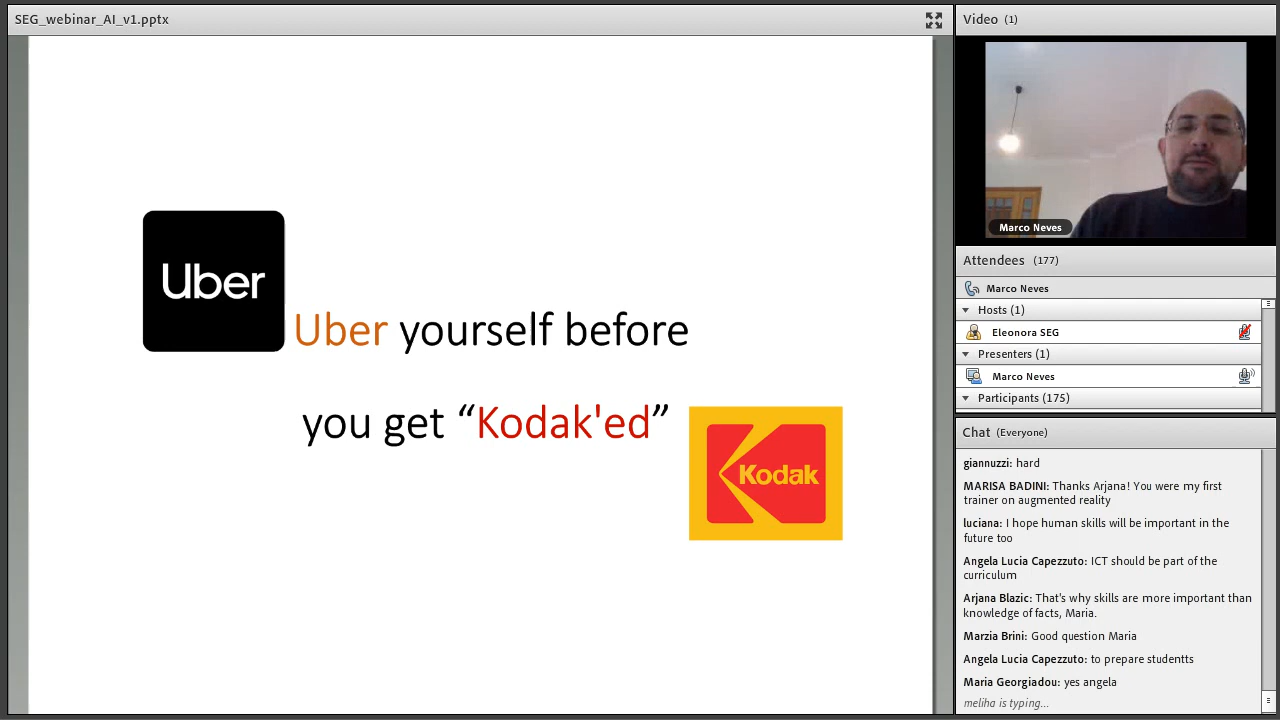 SEG_webinar_AI_v1.pptx
Uber
Uber yourself before
you get “Kodak'ed”
Kodak
Video (1)
Marco Neves
Attendees (177)
Marco Neves
Hosts (1)
Eleonora SEG
Presenters (1)
Marco Neves
Participants (175)
Chat (Everyone)
giannuzzi: hard
MARISA BADINI: Thanks Arjana! You were my first
trainer on augmented reality
luciana: I hope human skills will be important in the
future too
Angela Lucia Capezzuto: ICT should be part of the
curriculum
Arjana Blazic: That's why skills are more important than
knowledge of facts, Maria.
Marzia Brini: Good question Maria
Angela Lucia Capezzuto: to prepare studentts
Maria Georgiadou: yes angela
meliha is typing...